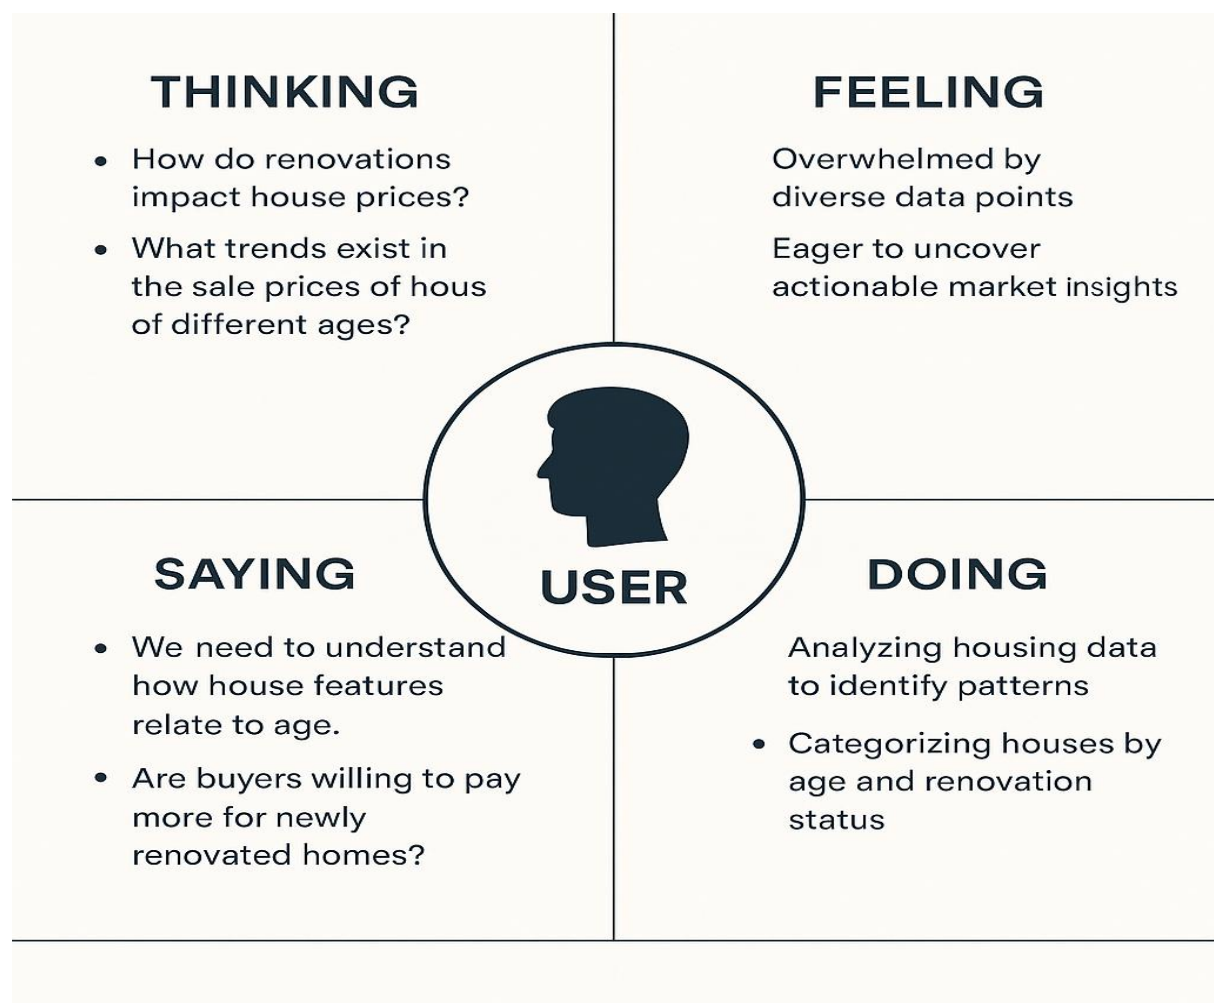 THINKING
• How do renovations
impact house prices?
• What trends exist in
the sale prices of hous
of different ages?
FEELING
Overwhelmed by
diverse data points
Eager to uncover
actionable market insights
USER
SAYING
• We need to understand
how house features
relate to age.
• Are buyers willing to pay
more for newly
renovated homes?
DOING
Analyzing housing data
to identify patterns
• Categorizing houses by
age and renovation
status